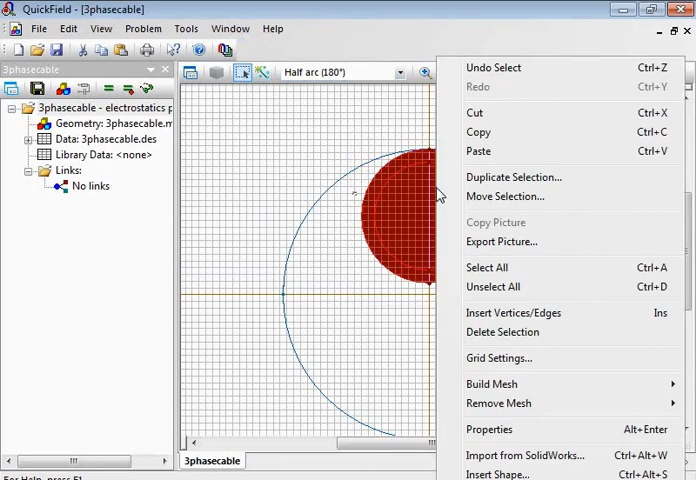 QuickField - [3phasecable]
File Edit View Problem Tools Window Help
3phasecable
Half arc (180°)
3phasecable - electrostatics p
Geometry: 3phasecable.m
Data: 3phasecable.des
Library Data: <none>
Links:
No links
Undo Select Ctrl+Z
Redo Ctrl+Y
Cut Ctrl+X
Copy Ctrl+C
Paste Ctrl+V
Duplicate Selection...
Move Selection...
Copy Picture
Export Picture...
Select All Ctrl+A
Unselect All Ctrl+D
Insert Vertices/Edges Ins
Delete Selection
Grid Settings...
Build Mesh
Remove Mesh
Properties Alt+Enter
Import from SolidWorks... Ctrl+Alt+W
Insert Shape... Ctrl+Alt+S
3phasecable
For Help, press F1